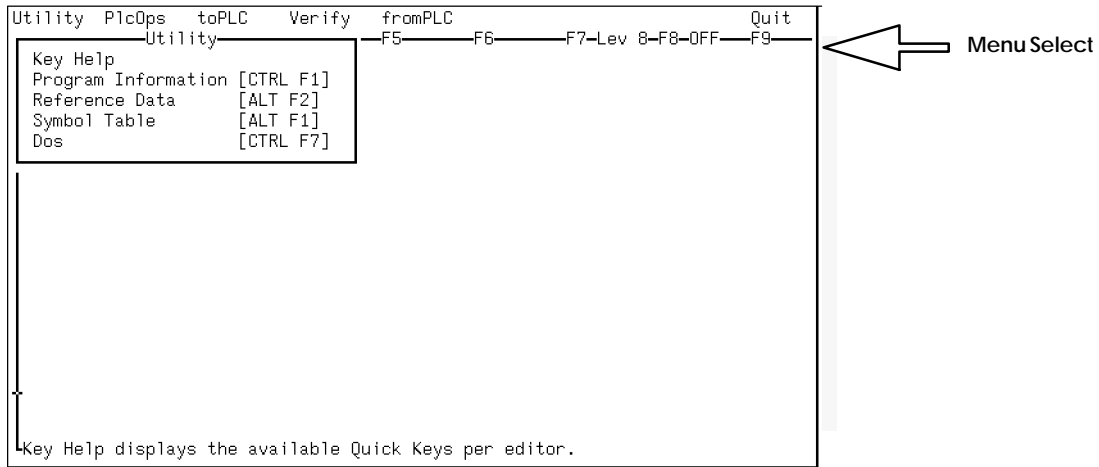 Utility PlcOps toPLC Verify fromPLC Quit
Utility F5 F6 F7-Lev 8-F8-OFF F9
Menu Select
Key Help
Program Information [CTRL F1]
Reference Data [ALT F2]
Symbol Table [ALT F1]
Dos [CTRL F7]
Key Help displays the available Quick Keys per editor.